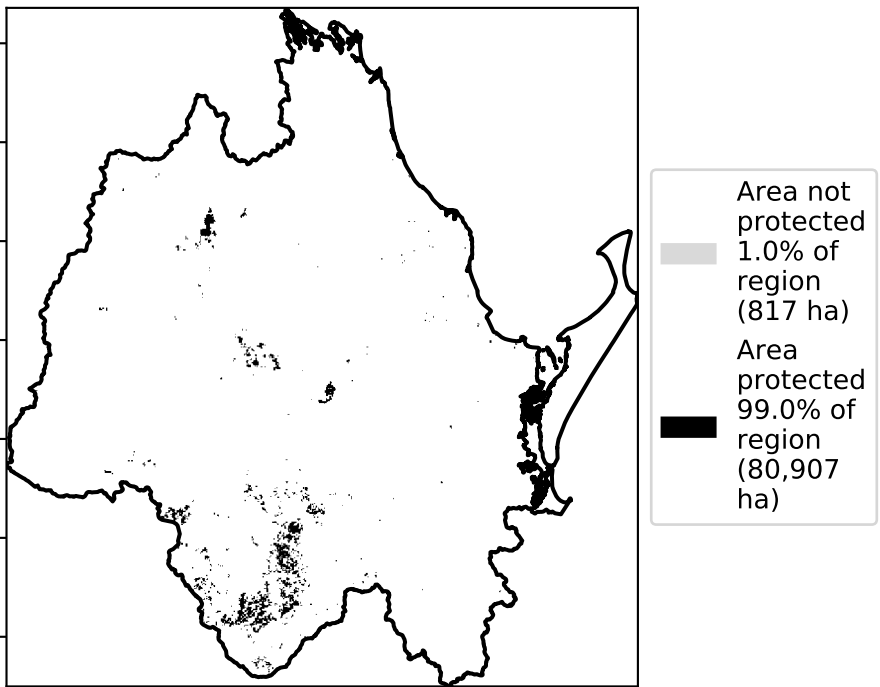 Area not
protected
1.0% of
region
(817 ha)
Area
protected
99.0% of
region
(80,907
ha)